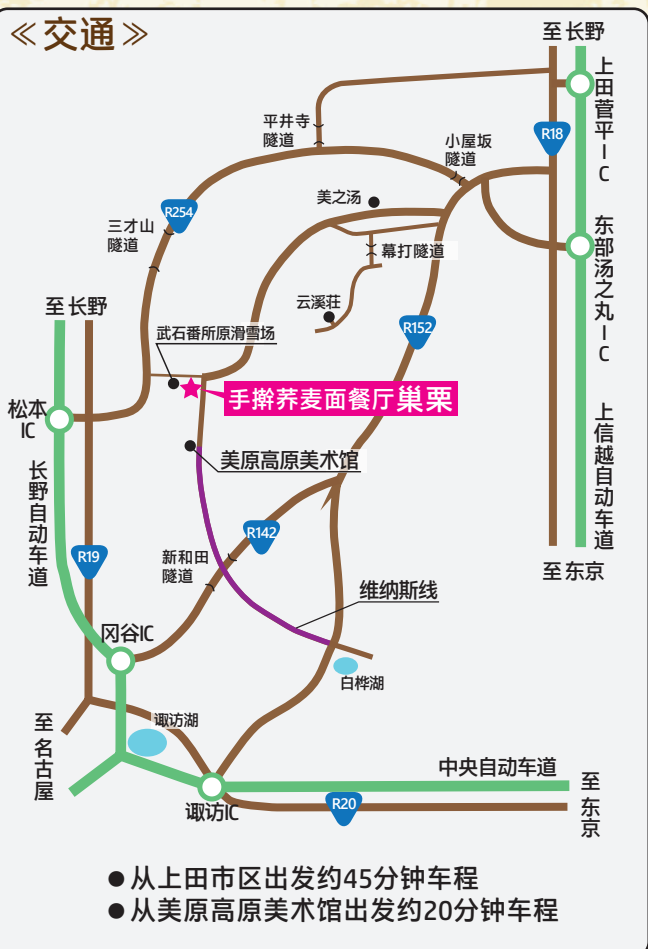 ≪交通≫
至长野
上田菅平IC
平井寺
隧道
小屋坂
隧道
R18
美之汤
R254
三才山
隧道
幕打隧道
东部汤之丸IC
云溪荘
至长野
武石番所原滑雪场
R152
手擀荞麦面餐厅巢栗
松本
IC
上信越自动车道
美原高原美术馆
长野自动车道
R142
R19
新和田
隧道
至东京
维纳斯线
冈谷IC
白桦湖
至名古屋
诹访湖
中央自动车道
至东京
诹访IC
R20
●从上田市区出发约45分钟车程
●从美原高原美术馆出发约20分钟车程